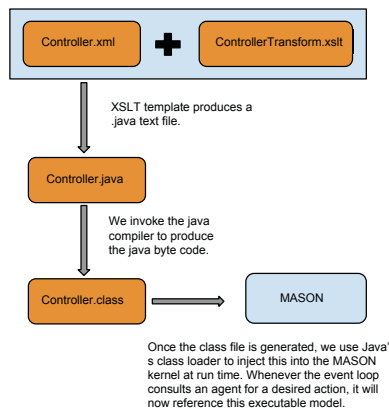 Controller.xml
ControllerTransform.xslt
XSLT template produces a
.java text file.
Controller.java
We invoke the java
compiler to produce
the java byte code.
Controller.class
MASON
Once the class file is generated, we use Java'
s class loader to inject this into the MASON
kernel at run time. Whenever the event loop
consults an agent for a desired action, it will
now reference this executable model.